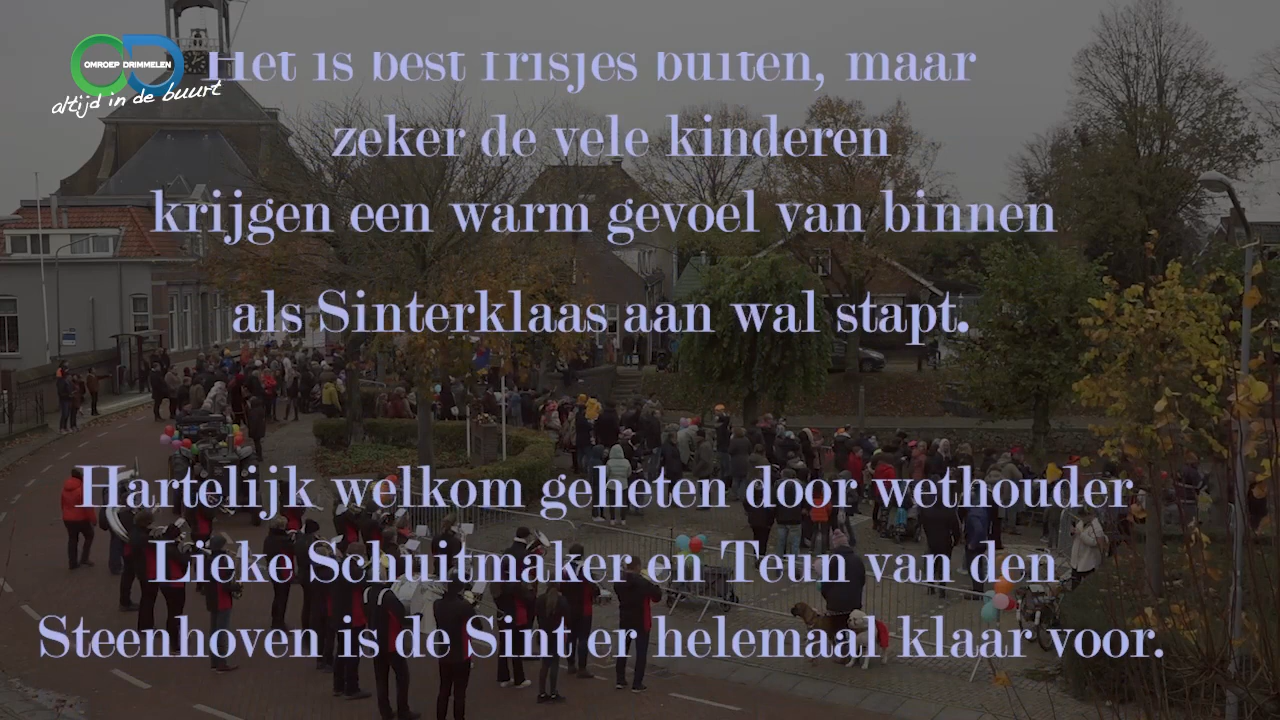 OMROEP DRIMMELEN
altijd in de buurt
Het is best frisjes buiten, maar
zeker de vele kinderen
krijgen een warm gevoel van binnen
als Sinterklaas aan wal stapt.
Hartelijk welkom geheten door wethouder
Lieke Schuitmaker en Teun van den
Steenhoven is de Sint er helemaal klaar voor.